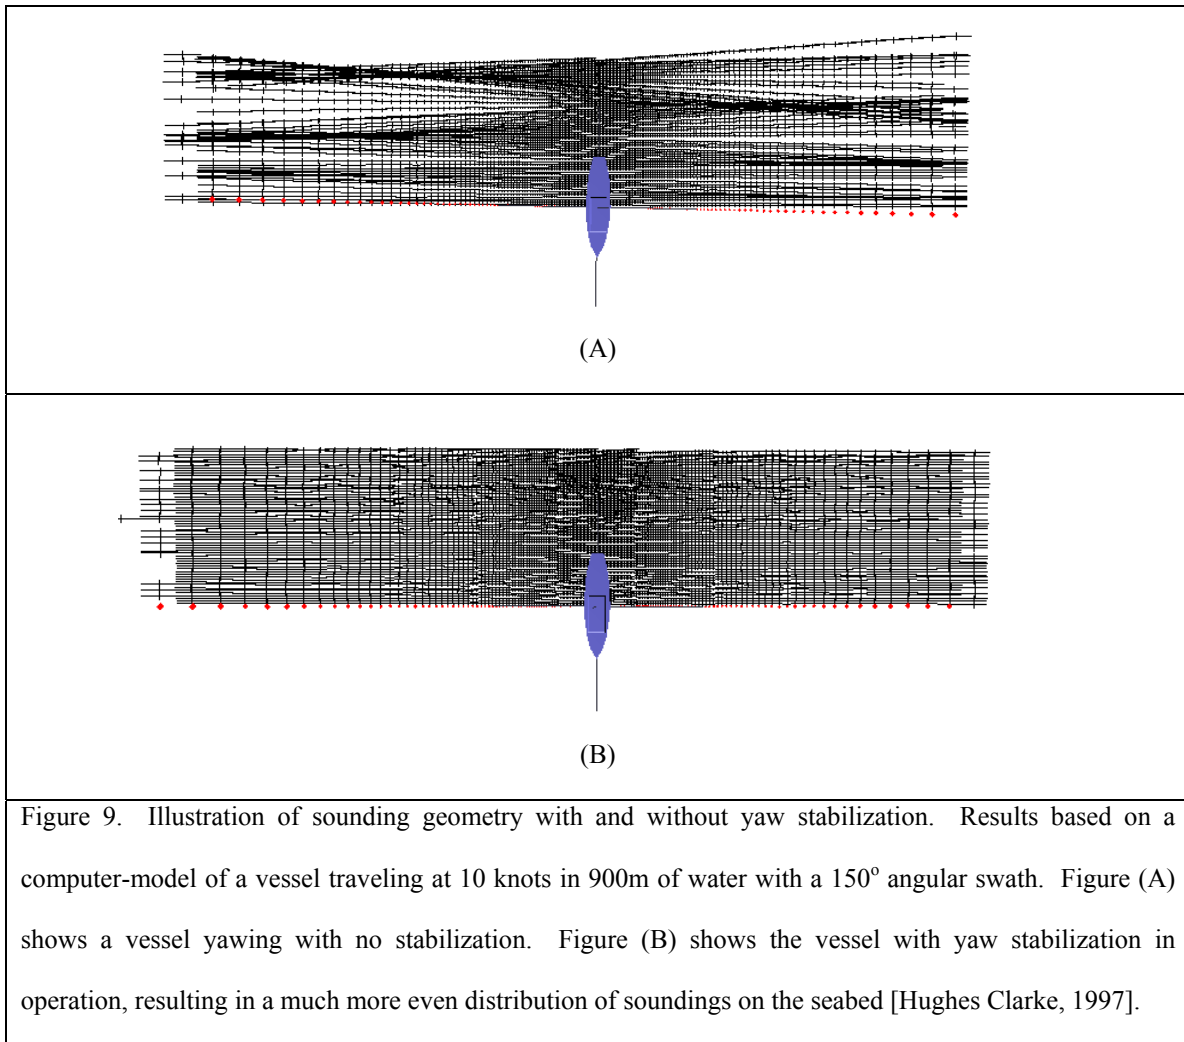 (A)
(B)
Figure 9. Illustration of sounding geometry with and without yaw stabilization. Results based on a
computer-model of a vessel traveling at 10 knots in 900m of water with a 150° angular swath. Figure (A)
shows a vessel yawing with no stabilization. Figure (B) shows the vessel with yaw stabilization in
operation, resulting in a much more even distribution of soundings on the seabed [Hughes Clarke, 1997].